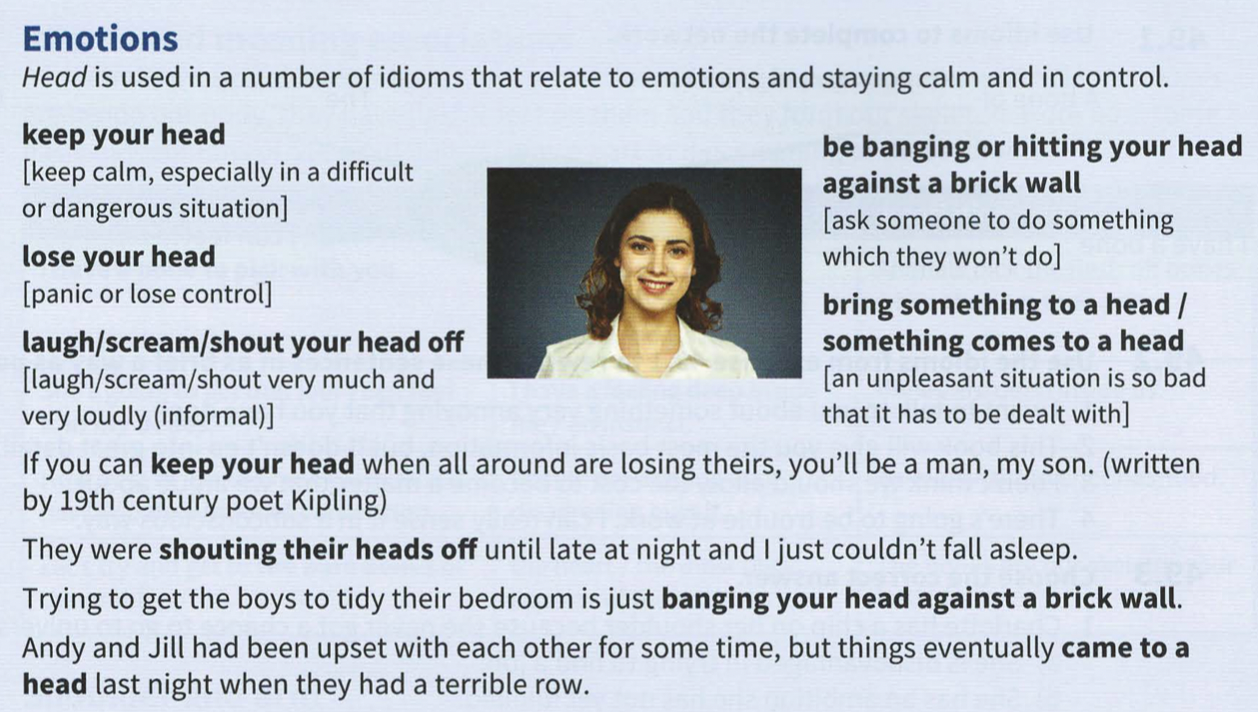 Emotions
Head is used in a number of idioms that relate to emotions and staying calm and in control.
keep your head
[keep calm, especially in a difficult
or dangerous situation]
lose your head
[panic or lose control]
laugh/scream/shout your head off
[laugh/scream/shout very much and
very loudly (informal)]
be banging or hitting your head
against a brick wall
[ask someone to do something
which they won't do]
bring something to a head /
something comes to a head
[an unpleasant situation is so bad
that it has to be dealt with]
If you can keep your head when all around are losing theirs, you'll be a man, my son. (written
by 19th century poet Kipling)
They were shouting their heads off until late at night and I just couldn't fall asleep.
Trying to get the boys to tidy their bedroom is just banging your head against a brick wall.
Andy and Jill had been upset with each other for some time, but things eventually came to a
head last night when they had a terrible row.